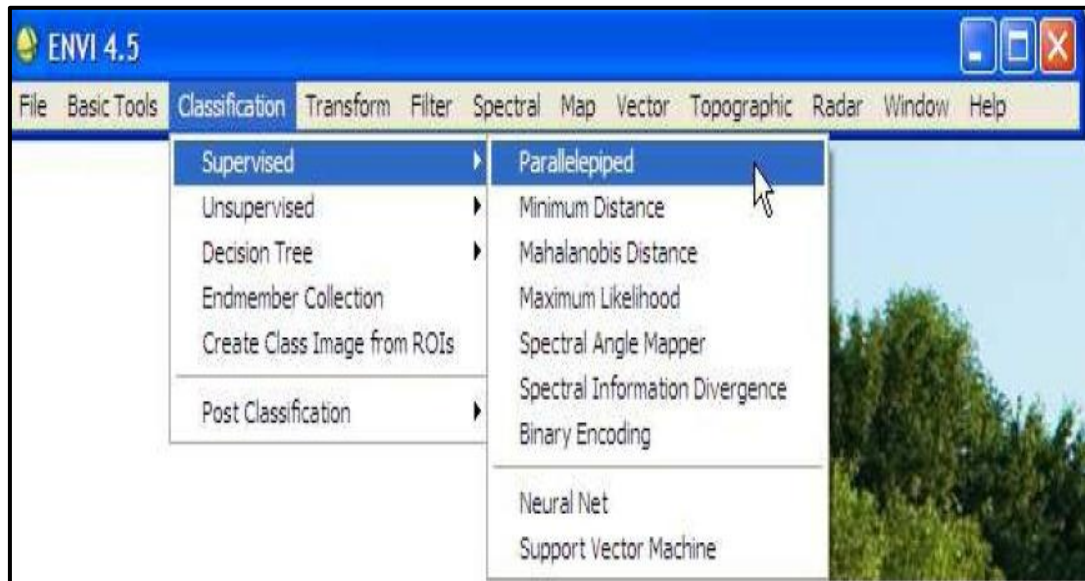 ENVI 4.5
File Basic Tools Classification Transform Filter Spectral Map Vector Topographic Radar Window Help
Supervised
Unsupervised
Decision Tree
Endmember Collection
Create Class Image from ROIs
Post Classification
Parallelepiped
Minimum Distance
Mahalanobis Distance
Maximum Likelihood
Spectral Angle Mapper
Spectral Information Divergence
Binary Encoding
Neural Net
Support Vector Machine